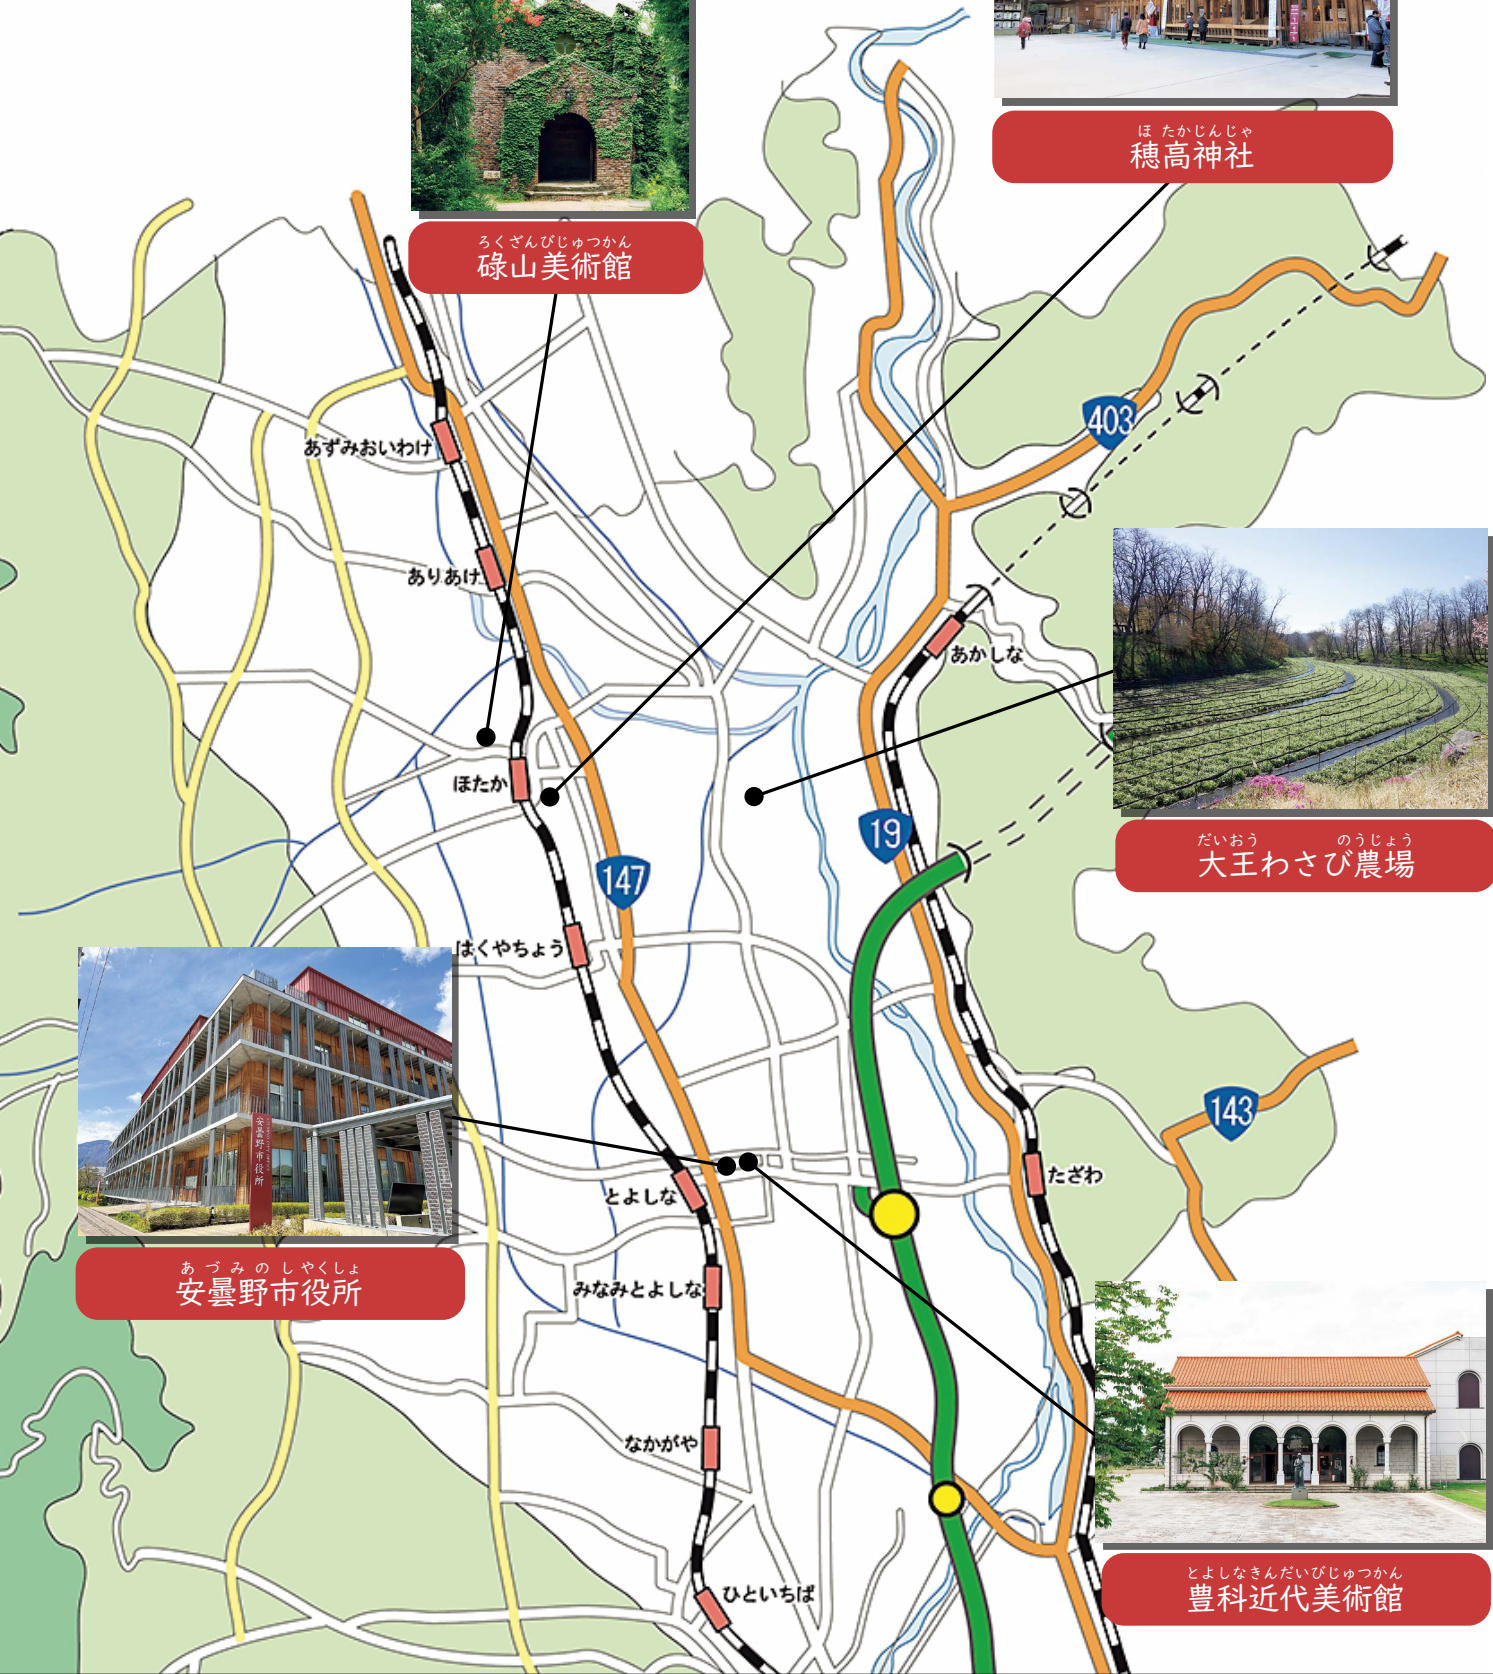 ほたかじんじゃ
穂高神社
ろくざんびじゅつかん
碌山美術館
403
あずみおいわけ
ありあけ
あかしな
ほたか
19
147
だいおう のうじょう
大王わさび農場
はくやちょう
安曇野市役所
143
たざわ
とよしな
あづみのしやくしょ
安曇野市役所
みなみとよしな
なかがや
ひといちば
とよしなきんだいびじゅつかん
豊科近代美術館